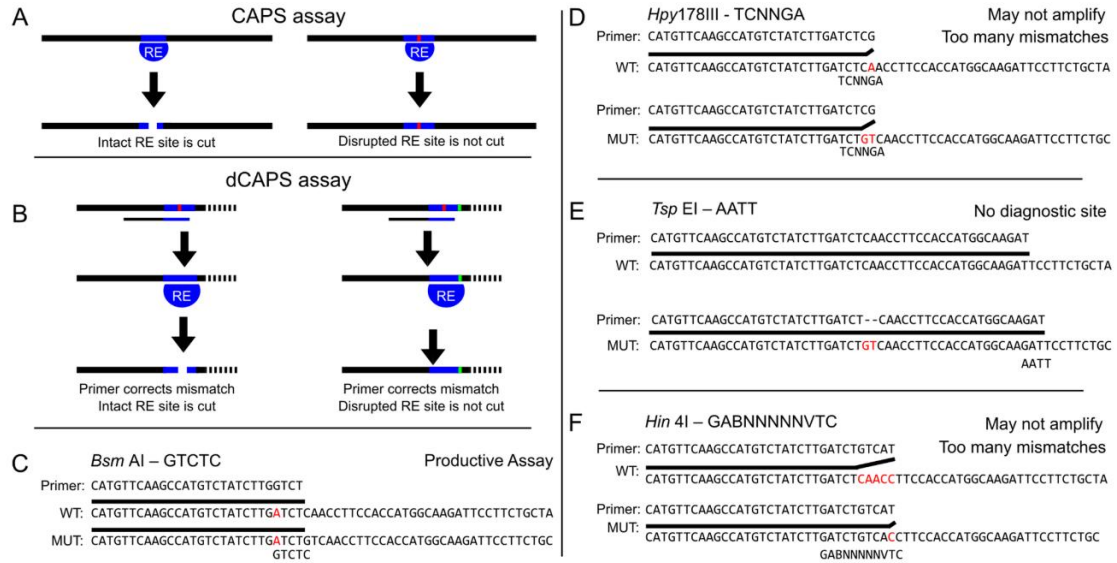 A
CAPS assay
RE
RE
Intact RE site is cut
Disrupted RE site is not cut
dCAPS assay
B
RE
RE
Primer corrects mismatch
Intact RE site is cut
Primer corrects mismatch
Disrupted RE site is not cut
C
Bsm AI – GTCTC
Productive Assay
Primer: CATGTTCAAGCCATGTCTATCTTGGTCT
WT: CATGTTCAAGCCATGTCTATCTTGATCTCAACCTTCCACCATGGCAAGATTCCTTCTGCTA
MUT: CATGTTCAAGCCATGTCTATCTTGATCTGTCAACCTTCCACCATGGCAAGATTCCTTCTGC
GTCTC
D
Hpy178III - TCNNGA
May not amplify
Too many mismatches
Primer: CATGTTCAAGCCATGTCTATCTTGATCTCG
WT: CATGTTCAAGCCATGTCTATCTTGATCTCAACCTTCCACCATGGCAAGATTCCTTCTGCTA
TCNNGA
Primer: CATGTTCAAGCCATGTCTATCTTGATCTCG
MUT: CATGTTCAAGCCATGTCTATCTTGATCTGTCAACCTTCCACCATGGCAAGATTCCTTCTGC
TCNNGA
E
Tsp EI – AATT
No diagnostic site
Primer: CATGTTCAAGCCATGTCTATCTTGATCTCAACCTTCCACCATGGCAAGAT
WT: CATGTTCAAGCCATGTCTATCTTGATCTCAACCTTCCACCATGGCAAGATTCCTTCTGCTA
Primer: CATGTTCAAGCCATGTCTATCTTGATCT--CAACCTTCCACCATGGCAAGAT
MUT: CATGTTCAAGCCATGTCTATCTTGATCTGTCAACCTTCCACCATGGCAAGATTCCTTCTGC
AATT
F
Hin 4I – GABNNNNNVTC
May not amplify
Too many mismatches
Primer: CATGTTCAAGCCATGTCTATCTTGATCTGTCAT
WT: CATGTTCAAGCCATGTCTATCTTGATCTCAACCTTCCACCATGGCAAGATTCCTTCTGCTA
Primer: CATGTTCAAGCCATGTCTATCTTGATCTGTCAT
MUT: CATGTTCAAGCCATGTCTATCTTGATCTGTCACCTTCCACCATGGCAAGATTCCTTCTGC
GABNNNNNVTC